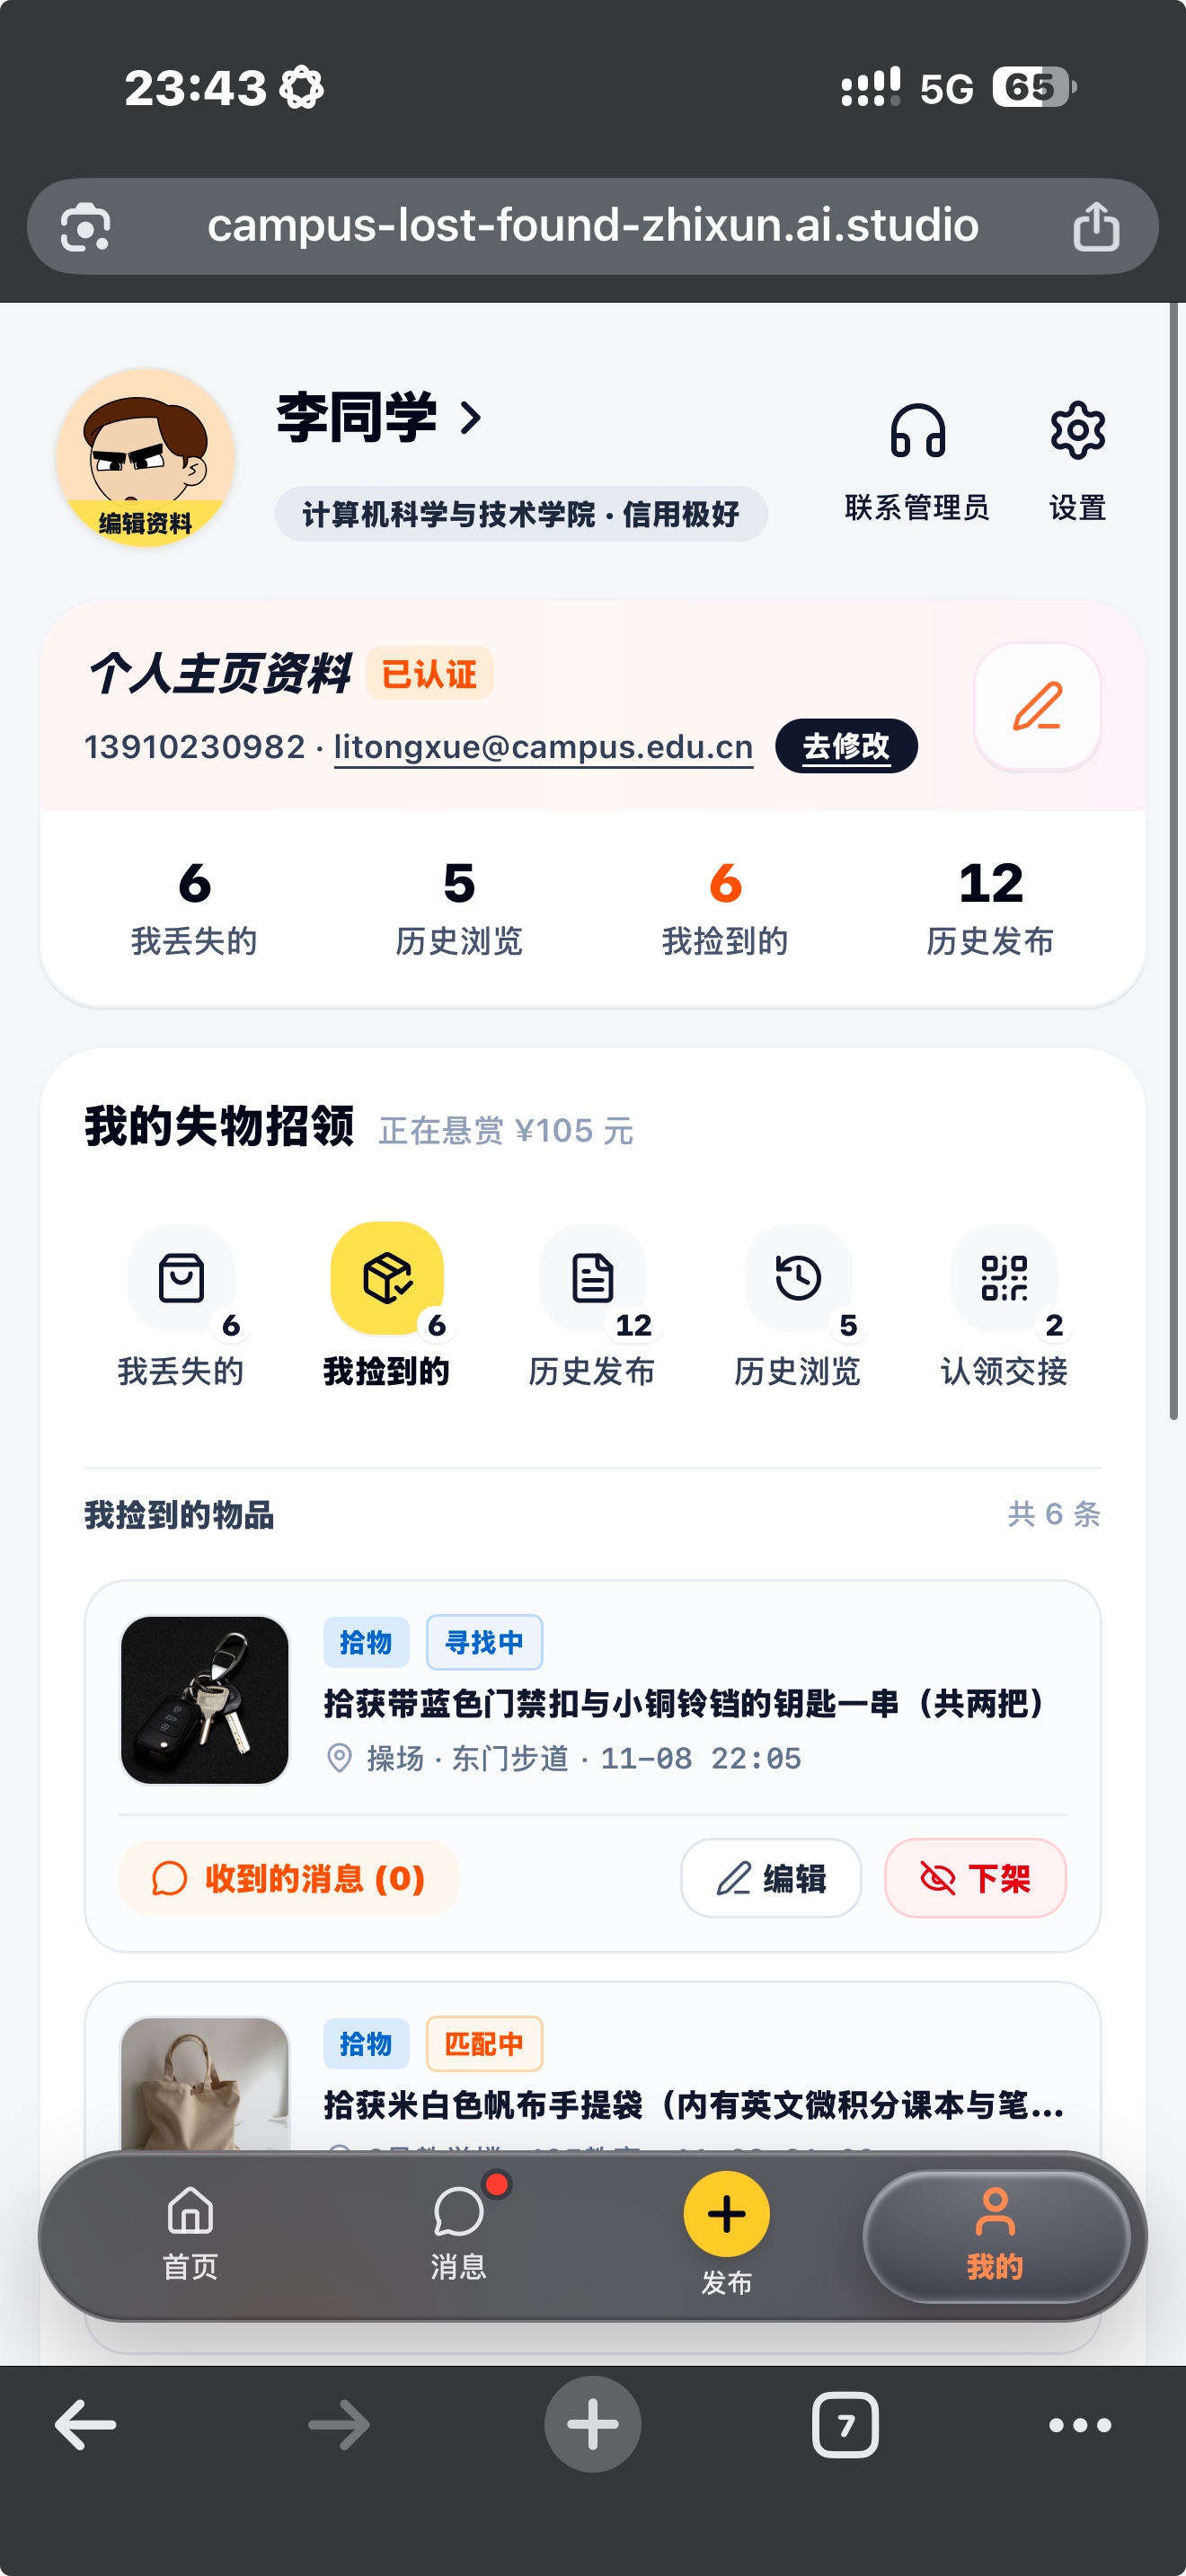 23:43
5G
65
campus-lost-found-zhixun.ai.studio
李同学
编辑资料
计算机科学与技术学院 · 信用极好
联系管理员
设置
个人主页资料
已认证
13910230982 · litongxue@campus.edu.cn
去修改
6
我丢失的
5
历史浏览
6
我捡到的
12
历史发布
我的失物招领
正在悬赏 ¥105 元
6
我丢失的
6
我捡到的
12
历史发布
5
历史浏览
2
认领交接
我捡到的物品
共 6 条
拾物
寻找中
拾获带蓝色门禁扣与小铜铃铛的钥匙一串（共两把）
操场 · 东门步道 · 11-08 22:05
收到的消息 (0)
编辑
下架
拾物
匹配中
拾获米白色帆布手提袋（内有英文微积分课本与笔...
首页
消息
发布
我的
7